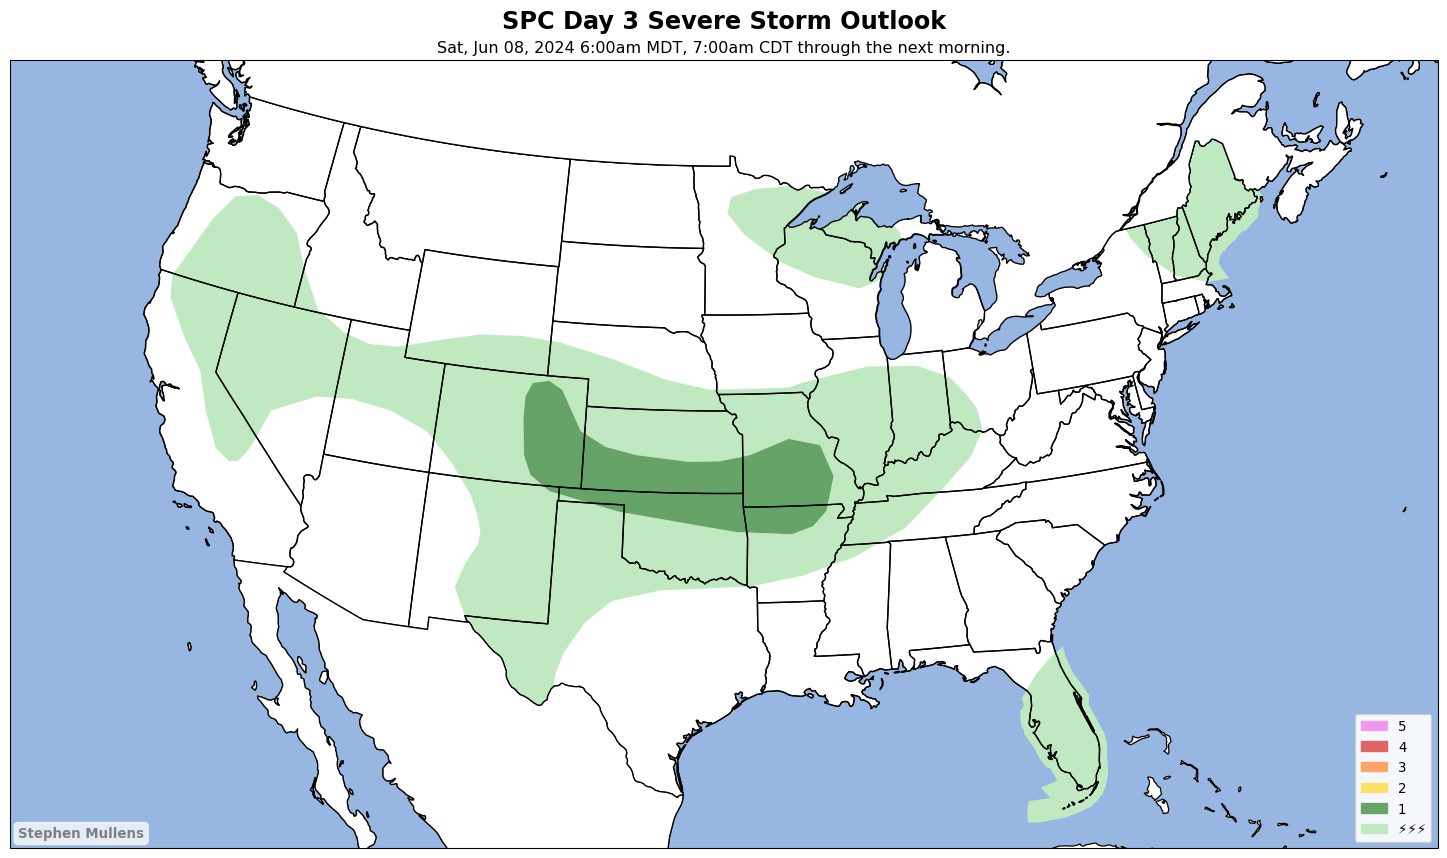 SPC Day 3 Severe Storm Outlook
Sat, Jun 08, 2024 6:00am MDT, 7:00am CDT through the next morning.
5
4
3
2
1
⚡⚡⚡
Stephen Mullens